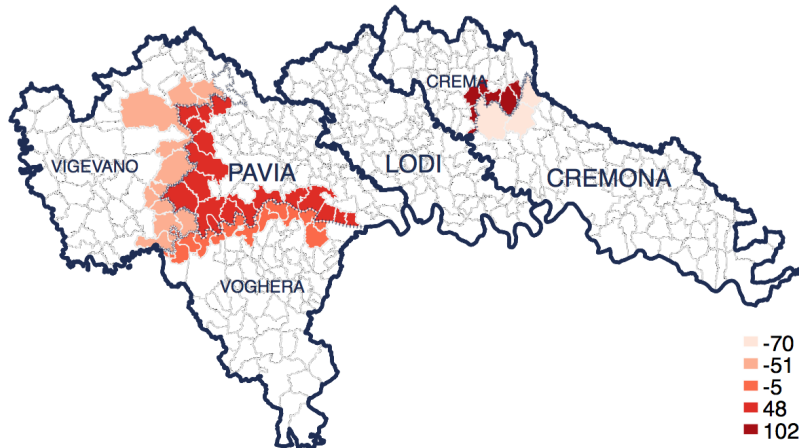 CREMA
VIGEVANO
PAVIA
LODI
CREMONA
VOGHERA
-70
-51
-5
48
102